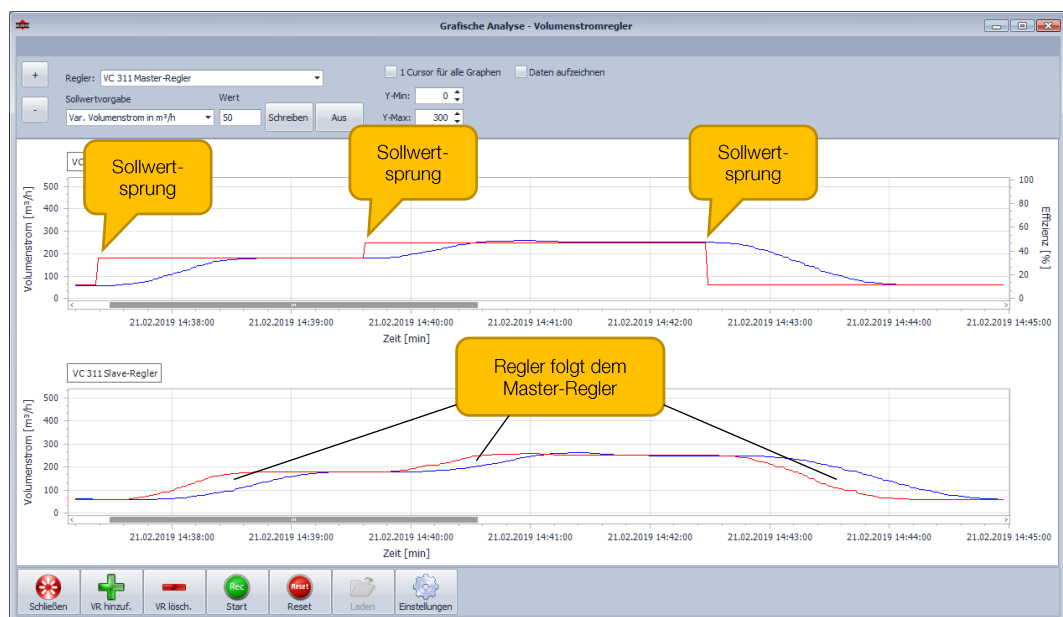 Grafische Analyse - Volumenstromregler
+
-
Regler: VC 311 Master-Regler
Sollwertvorgabe Wert
Var. Volumenstrom in m³/h 50 Schreiben Aus
1 Cursor für alle Graphen Daten aufzeichnen
Y-Min: 0
Y-Max: 300
VC
Sollwert-
sprung
Sollwert-
sprung
Sollwert-
sprung
Volumenstrom [m³/h]
500
400
300
200
100
0
100
80
60
40
20
0
Effizienz [%]
21.02.2019 14:38:00 21.02.2019 14:39:00 21.02.2019 14:40:00 21.02.2019 14:41:00 21.02.2019 14:42:00 21.02.2019 14:43:00 21.02.2019 14:44:00 21.02.2019 14:45:00
Zeit [min]
VC 311 Slave-Regler
Regler folgt dem
Master-Regler
Volumenstrom [m³/h]
500
400
300
200
100
0
21.02.2019 14:38:00 21.02.2019 14:39:00 21.02.2019 14:40:00 21.02.2019 14:41:00 21.02.2019 14:42:00 21.02.2019 14:43:00 21.02.2019 14:44:00 21.02.2019 14:45:00
Zeit [min]
Rec Reset
Schließen VR hinzuf. VR lösch. Start Reset Laden Einstellungen